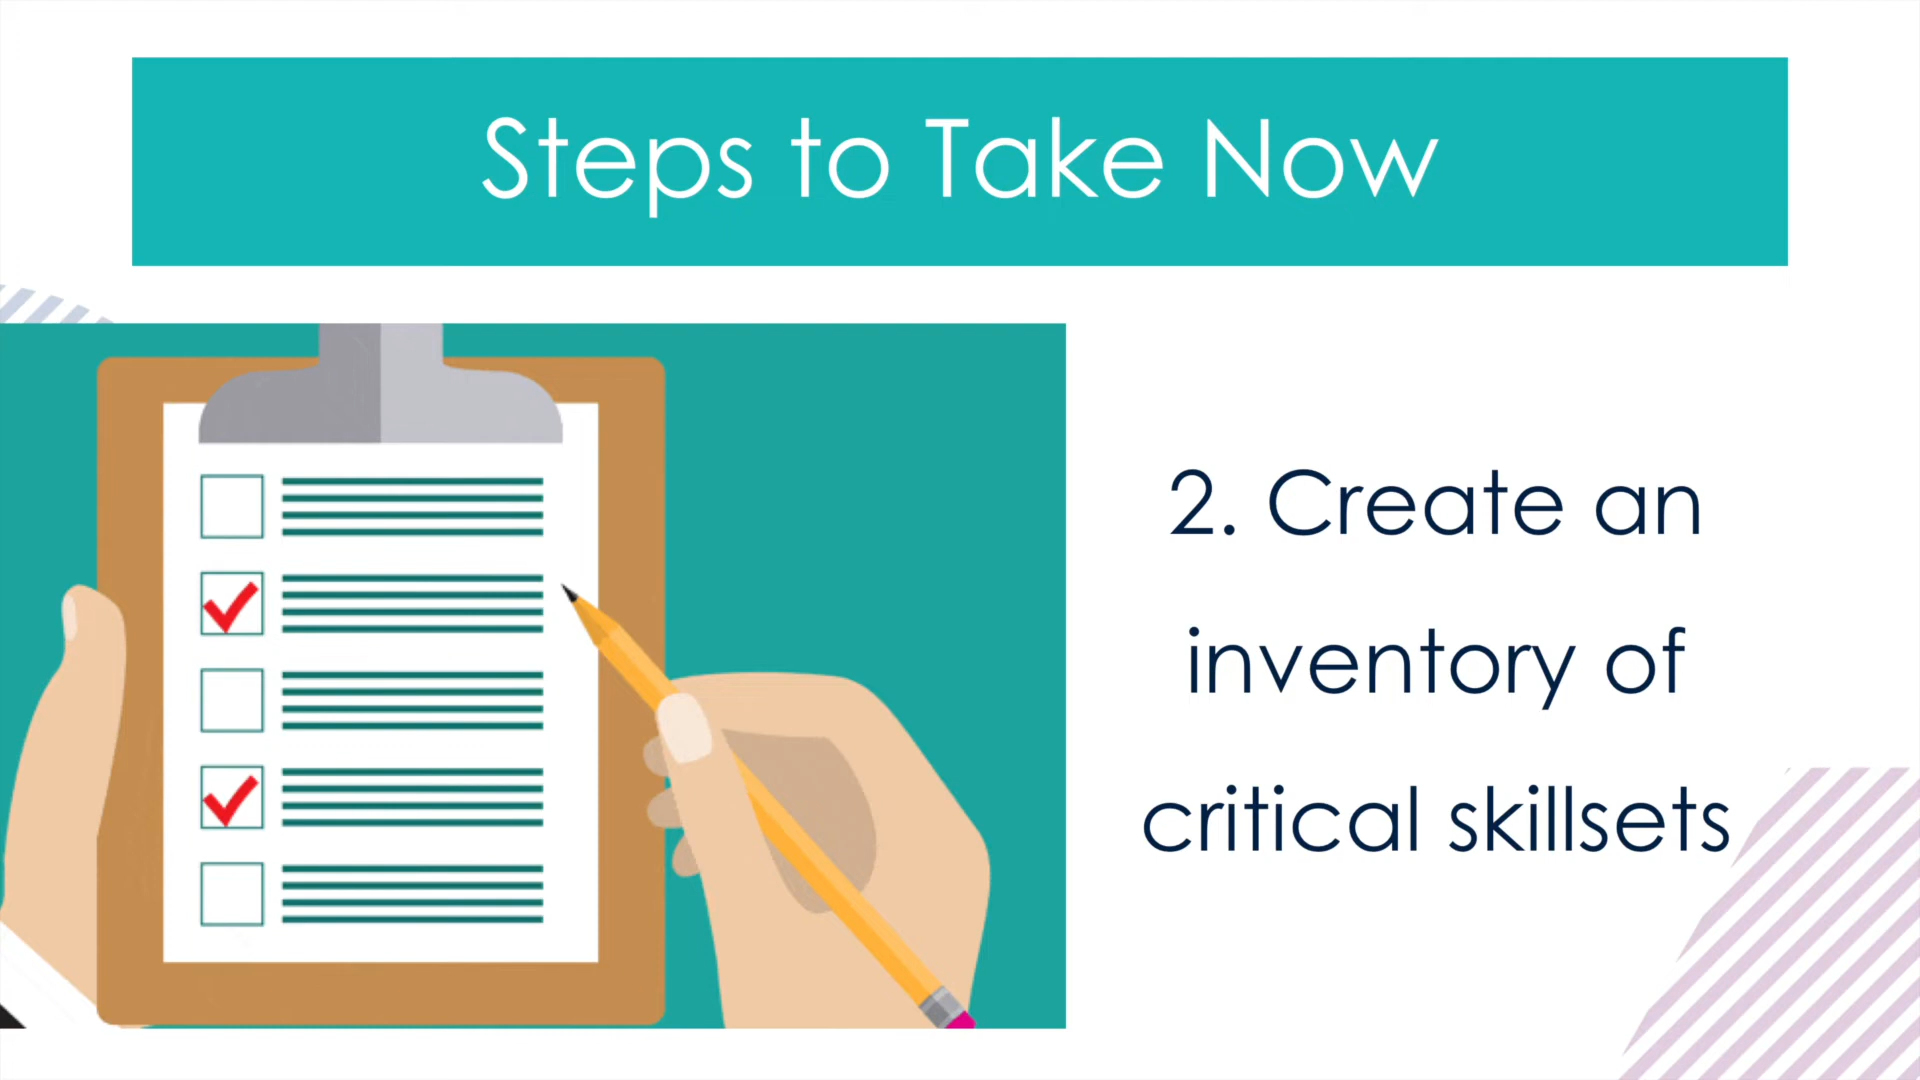 Steps to Take Now
2. Create an
inventory of
critical skillsets